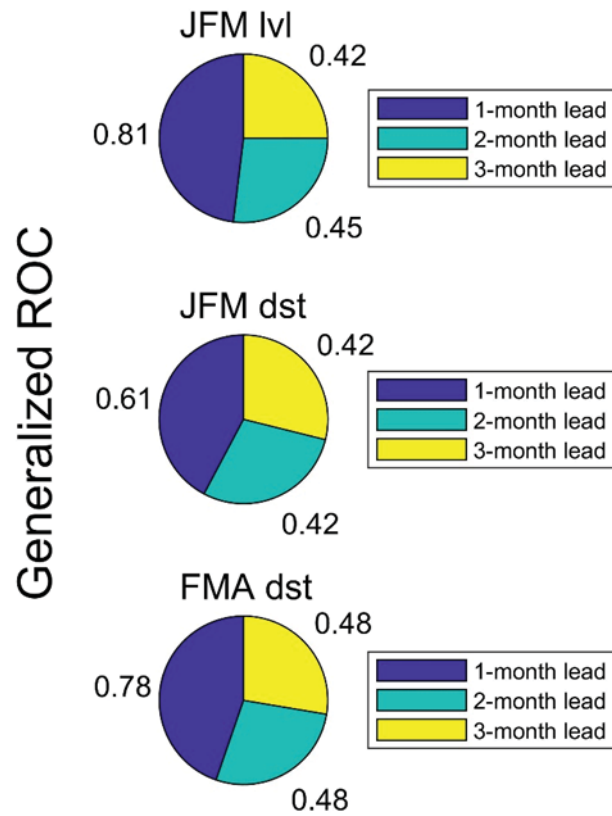 Generalized ROC
JFM lvl
0.42
0.81
0.45
1-month lead
2-month lead
3-month lead
JFM dst
0.42
0.61
0.42
1-month lead
2-month lead
3-month lead
FMA dst
0.48
0.78
0.48
1-month lead
2-month lead
3-month lead